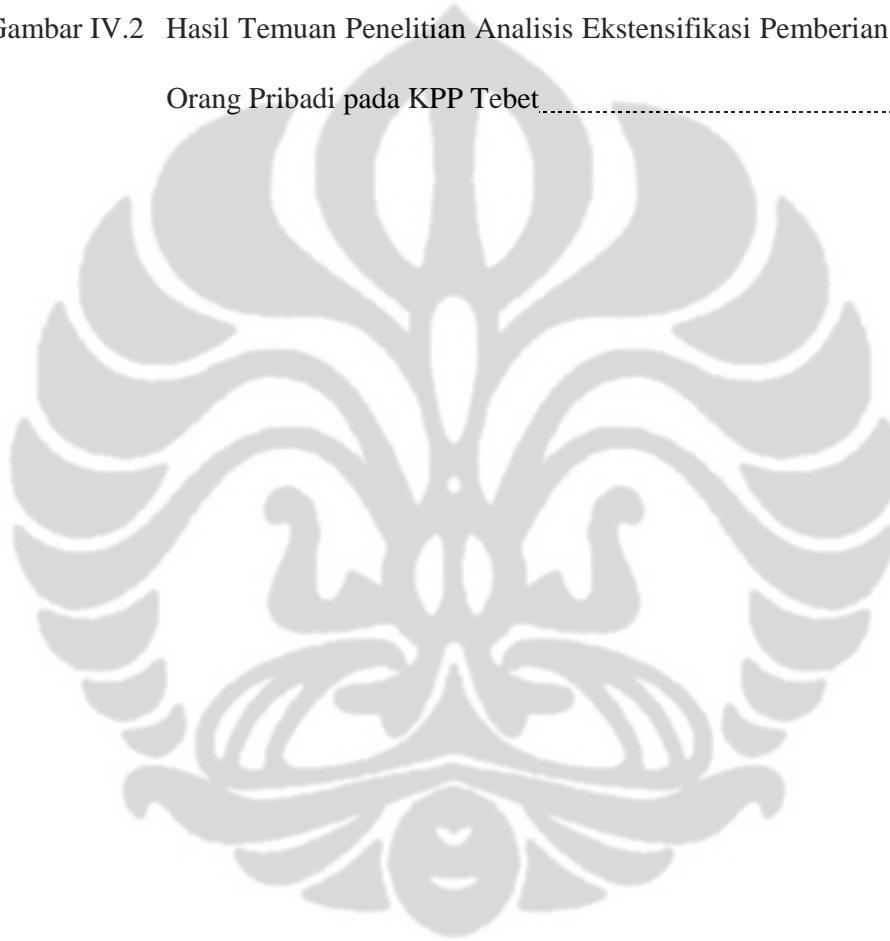 Gambar IV.2 Hasil Temuan Penelitian Analisis Ekstensifikasi Pemberian
Orang Pribadi pada KPP Tebet